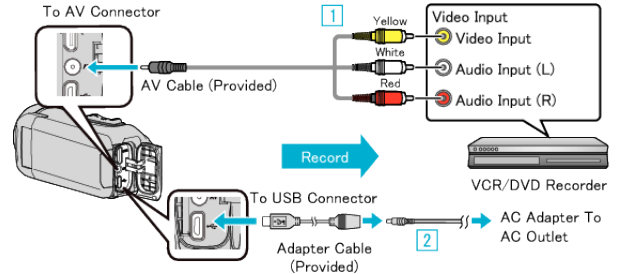 To AV Connector
1
Yellow
Video Input
Video Input
White
Audio Input (L)
AV Cable (Provided)
Red
Audio Input (R)
Record
VCR/DVD Recorder
To USB Connector
AC Adapter To
AC Outlet
2
Adapter Cable
(Provided)